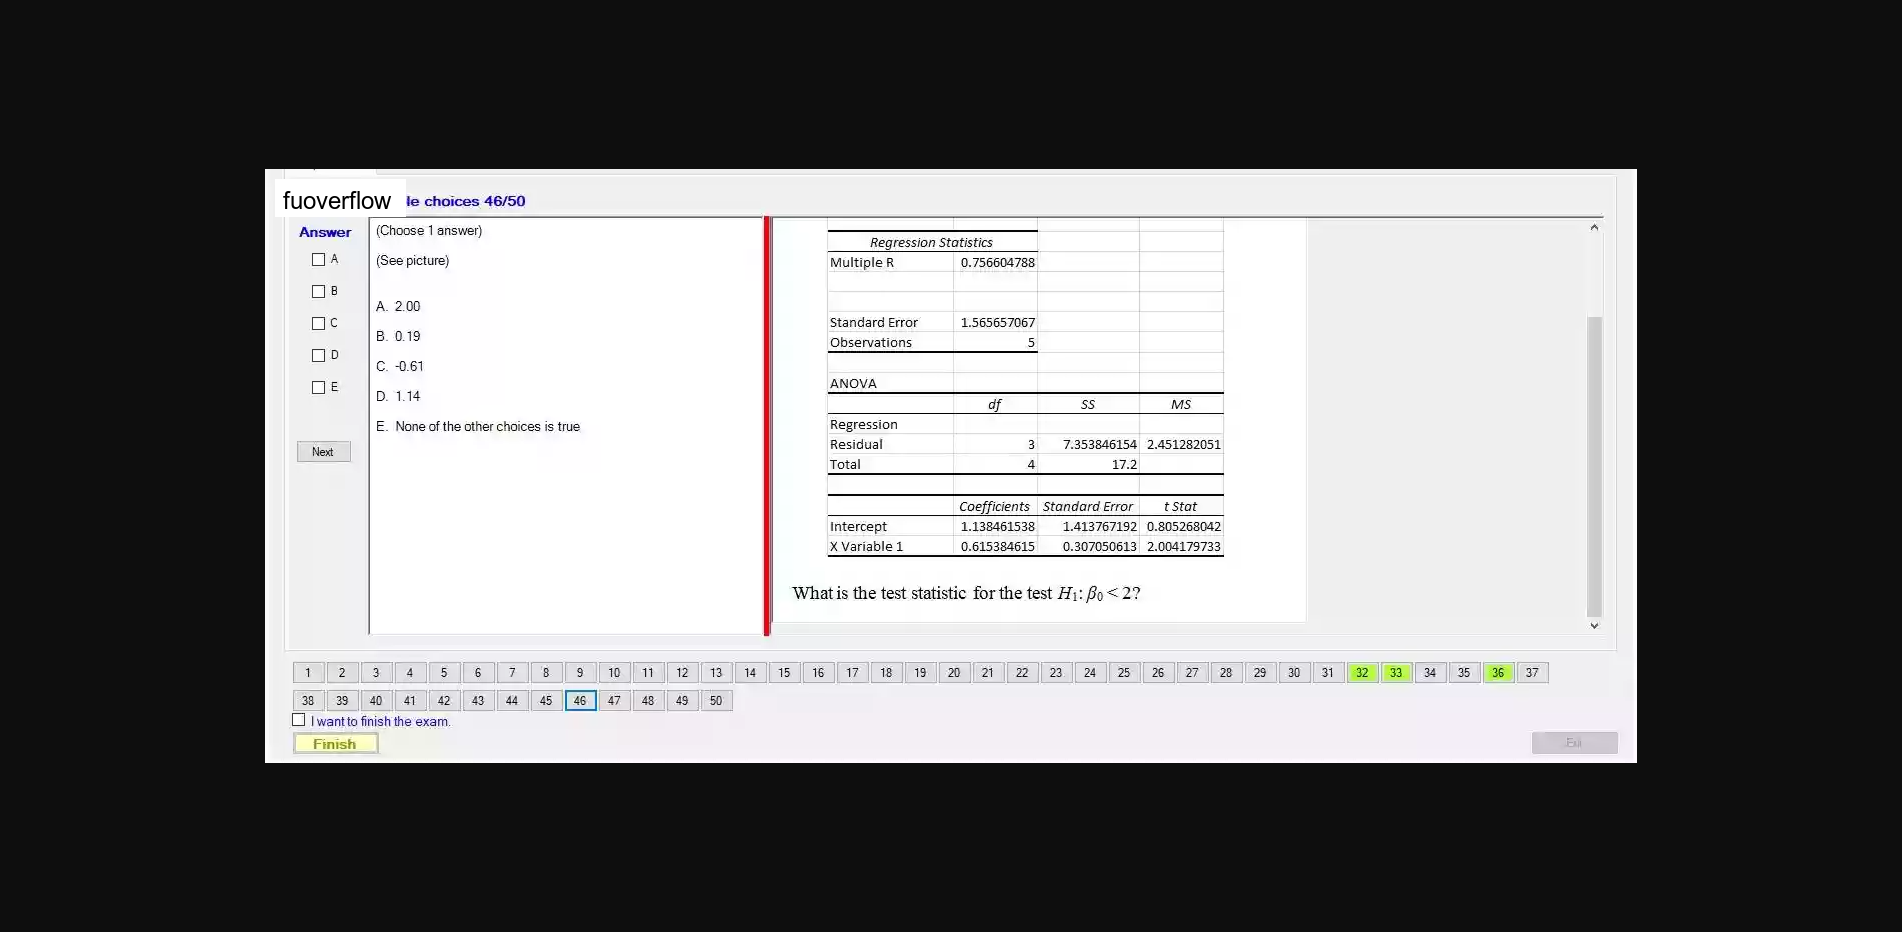 fuoverflow le choices 46/50
Answer
A
B
C
D
E
Next
(Choose 1 answer)
(See picture)
A. 2.00
B. 0.19
C. -0.61
D. 1.14
E. None of the other choices is true
Regression Statistics
Multiple R 0.756604788
Standard Error 1.565657067
Observations 5
ANOVA
df SS MS
Regression
Residual 3 7.353846154 2.451282051
Total 4 17.2
Coefficients Standard Error t Stat
Intercept 1.138461538 1.413767192 0.805268042
X Variable 1 0.615384615 0.307050613 2.004179733
What is the test statistic for the test H₁: β₀ < 2?
1 2 3 4 5 6 7 8 9 10 11 12 13 14 15 16 17 18 19 20 21 22 23 24 25 26 27 28 29 30 31 32 33 34 35 36 37
38 39 40 41 42 43 44 45 46 47 48 49 50
I want to finish the exam.
Finish